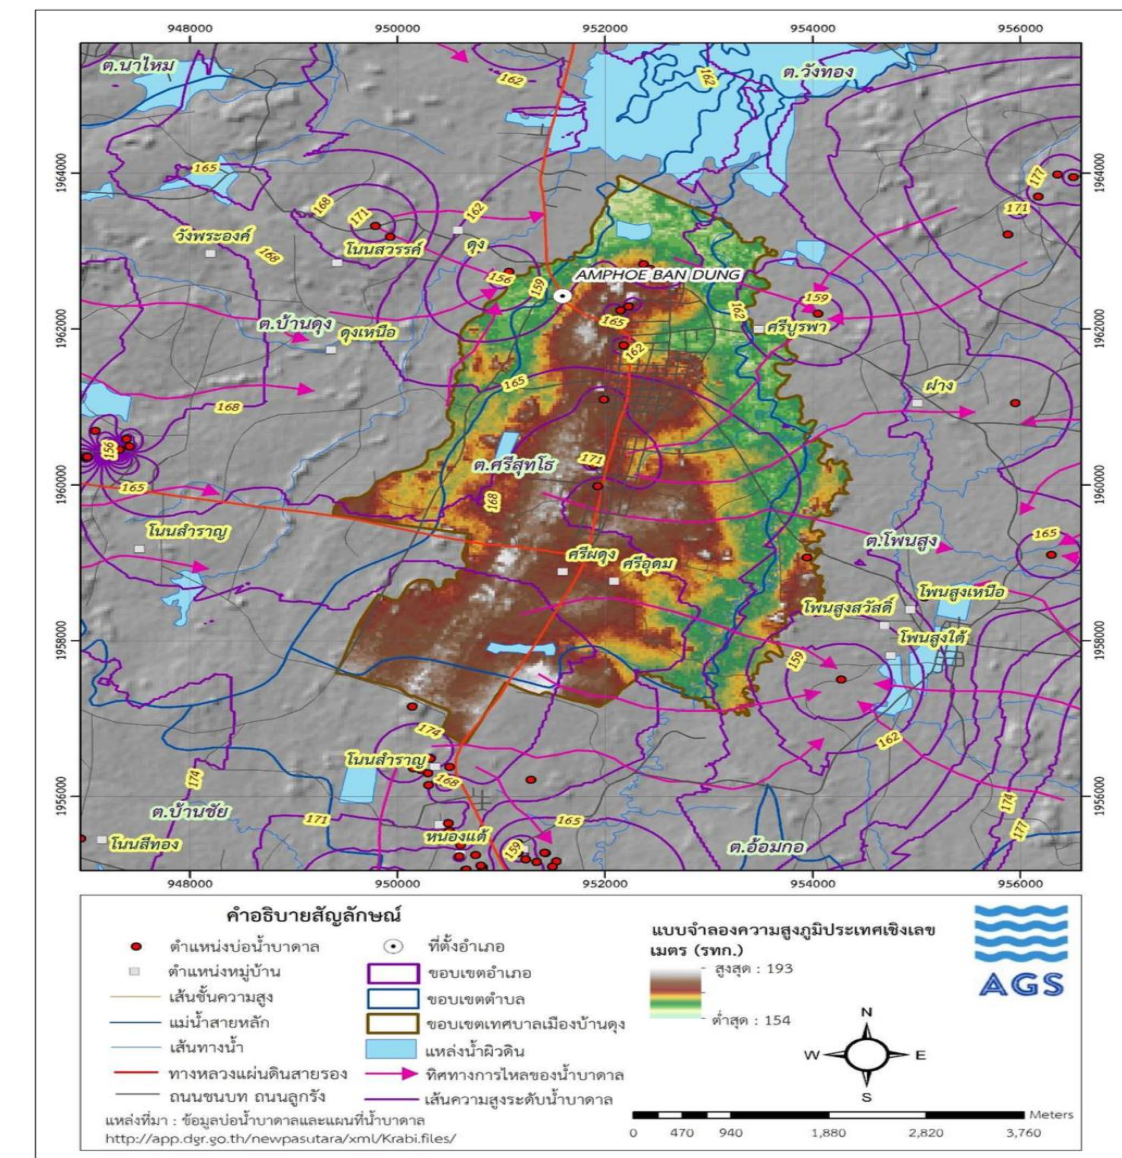 948000 950000 952000 954000 956000
ต.นาไหม
162
162
ต.วังทอง
1964000
165
177
1964000
168
171
162
171
วังพระองค์
168
โนนสวรรค์
ดุง
156
159
AMPHOE BAN DUNG
159
162
1962000
ต.บ้านดุง
ดุงเหนือ
165
ศรีบูรพา
1962000
162
165
168
ฝาง
156
171
ต.ศรีสุทโธ
1960000
165
168
1960000
โนนสำราญ
ต.โพนสูง
165
ศรีผดุง
ศรีอุดม
โพนสูงเหนือ
โพนสูงสวัสดิ์
โพนสูงใต้
1958000
159
1958000
174
162
โนนสำราญ
168
174
1956000
174
1956000
ต.บ้านชัย
171
165
177
หนองแต้
159
โนนสีทอง
ต.อ้อมกอ
948000 950000 952000 954000 956000
คำอธิบายสัญลักษณ์
ตำแหน่งบ่อน้ำบาดาล
ตำแหน่งหมู่บ้าน
เส้นชั้นความสูง
แม่น้ำสายหลัก
เส้นทางน้ำ
ทางหลวงแผ่นดินสายรอง
ถนนชนบท ถนนลูกรัง
ที่ตั้งอำเภอ
ขอบเขตอำเภอ
ขอบเขตตำบล
ขอบเขตเทศบาลเมืองบ้านดุง
แหล่งน้ำผิวดิน
ทิศทางการไหลของน้ำบาดาล
เส้นความสูงระดับน้ำบาดาล
แบบจำลองความสูงภูมิประเทศเชิงเลข
เมตร (รทก.)
สูงสุด : 193
ต่ำสุด : 154
AGS
N
W E
S
แหล่งที่มา : ข้อมูลบ่อน้ำบาดาลและแผนที่น้ำบาดาล
http://app.dgr.go.th/newpasutara/xml/Krabi.files/
Meters
0 470 940 1,880 2,820 3,760